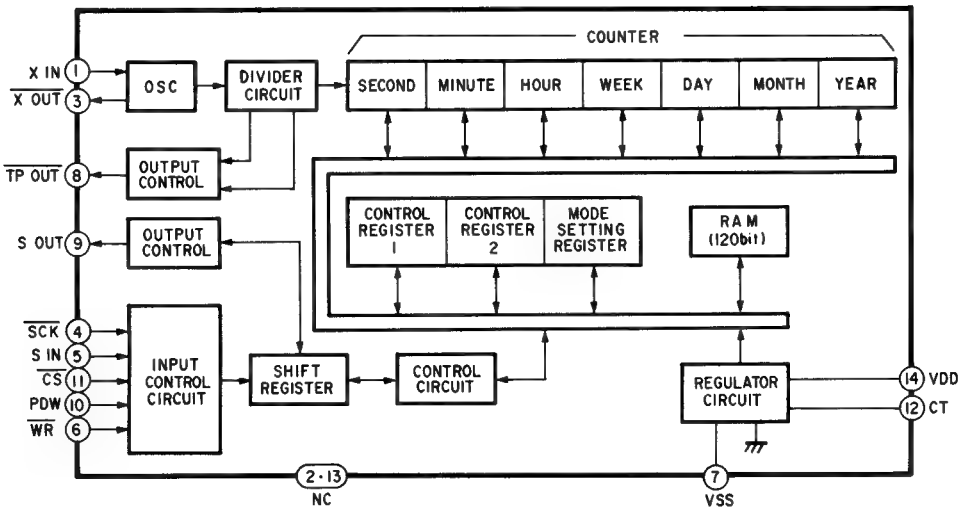 COUNTER
X IN 1
X OUT 3
OSC
DIVIDER
CIRCUIT
SECOND MINUTE HOUR WEEK DAY MONTH YEAR
TP OUT 8
OUTPUT
CONTROL
S OUT 9
OUTPUT
CONTROL
CONTROL
REGISTER
1
CONTROL
REGISTER
2
MODE
SETTING
REGISTER
RAM
(120bit)
SCK 4
S IN 5
CS 11
PDW 10
WR 6
INPUT
CONTROL
CIRCUIT
SHIFT
REGISTER
CONTROL
CIRCUIT
REGULATOR
CIRCUIT
14 VDD
12 CT
2·13
NC
7
VSS